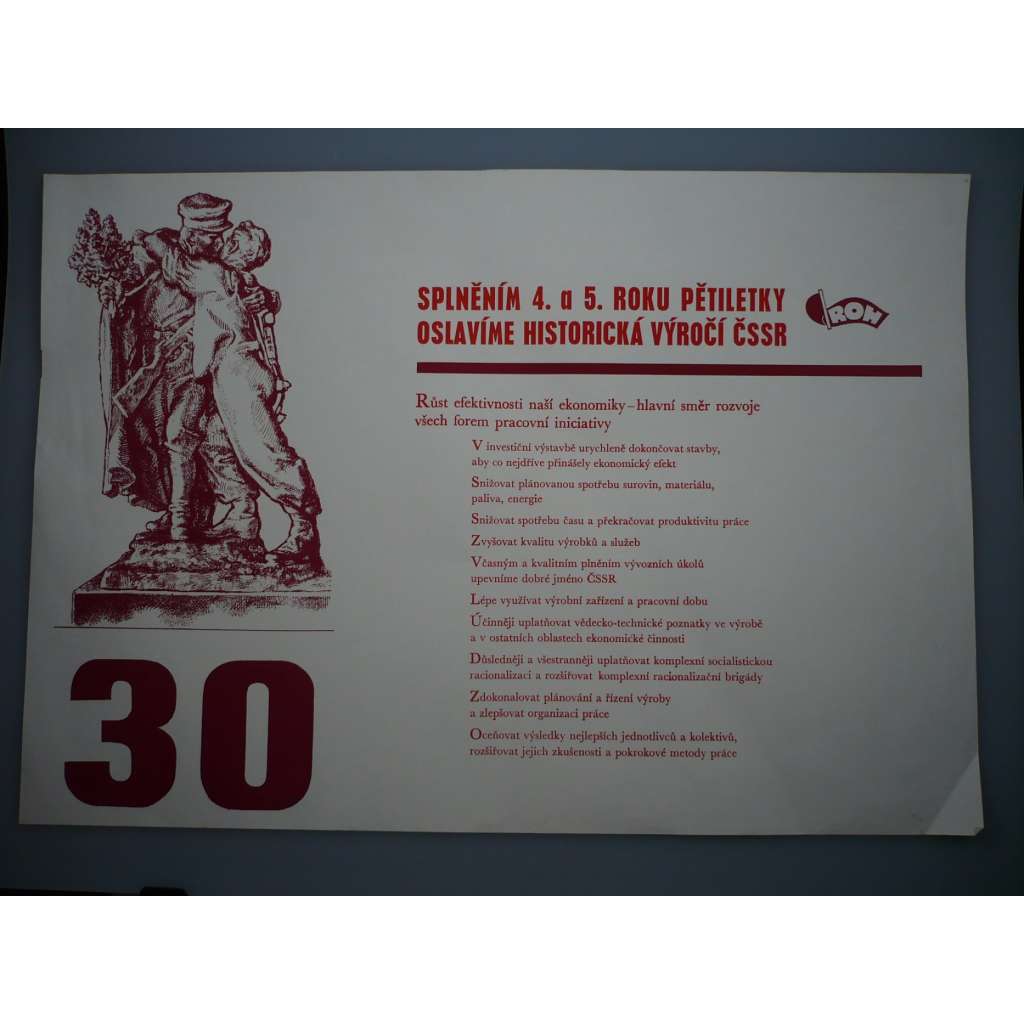 SPLNĚNÍM 4. a 5. ROKU PĚTILETKY
OSLAVÍME HISTORICKÁ VÝROČÍ ČSSR
ROH
Růst efektivnosti naší ekonomiky – hlavní směr rozvoje
všech forem pracovní iniciativy
V investiční výstavbě urychleně dokončovat stavby,
aby co nejdříve přinášely ekonomický efekt
Snižovat plánovanou spotřebu surovin, materiálu,
paliva, energie
Snižovat spotřebu času a překračovat produktivitu práce
Zvyšovat kvalitu výrobků a služeb
Včasným a kvalitním plněním vývozních úkolů
upevníme dobré jméno ČSSR
Lépe využívat výrobní zařízení a pracovní dobu
Účinněji uplatňovat vědecko-technické poznatky ve výrobě
a v ostatních oblastech ekonomické činnosti
Důsledněji a všestranněji uplatňovat komplexní socialistickou
racionalizaci a rozšiřovat komplexní racionalizační brigády
Zdokonalovat plánování a řízení výroby
a zlepšovat organizaci práce
Oceňovat výsledky nejlepších jednotlivců a kolektivů,
rozšiřovat jejich zkušenosti a pokrokové metody práce
30